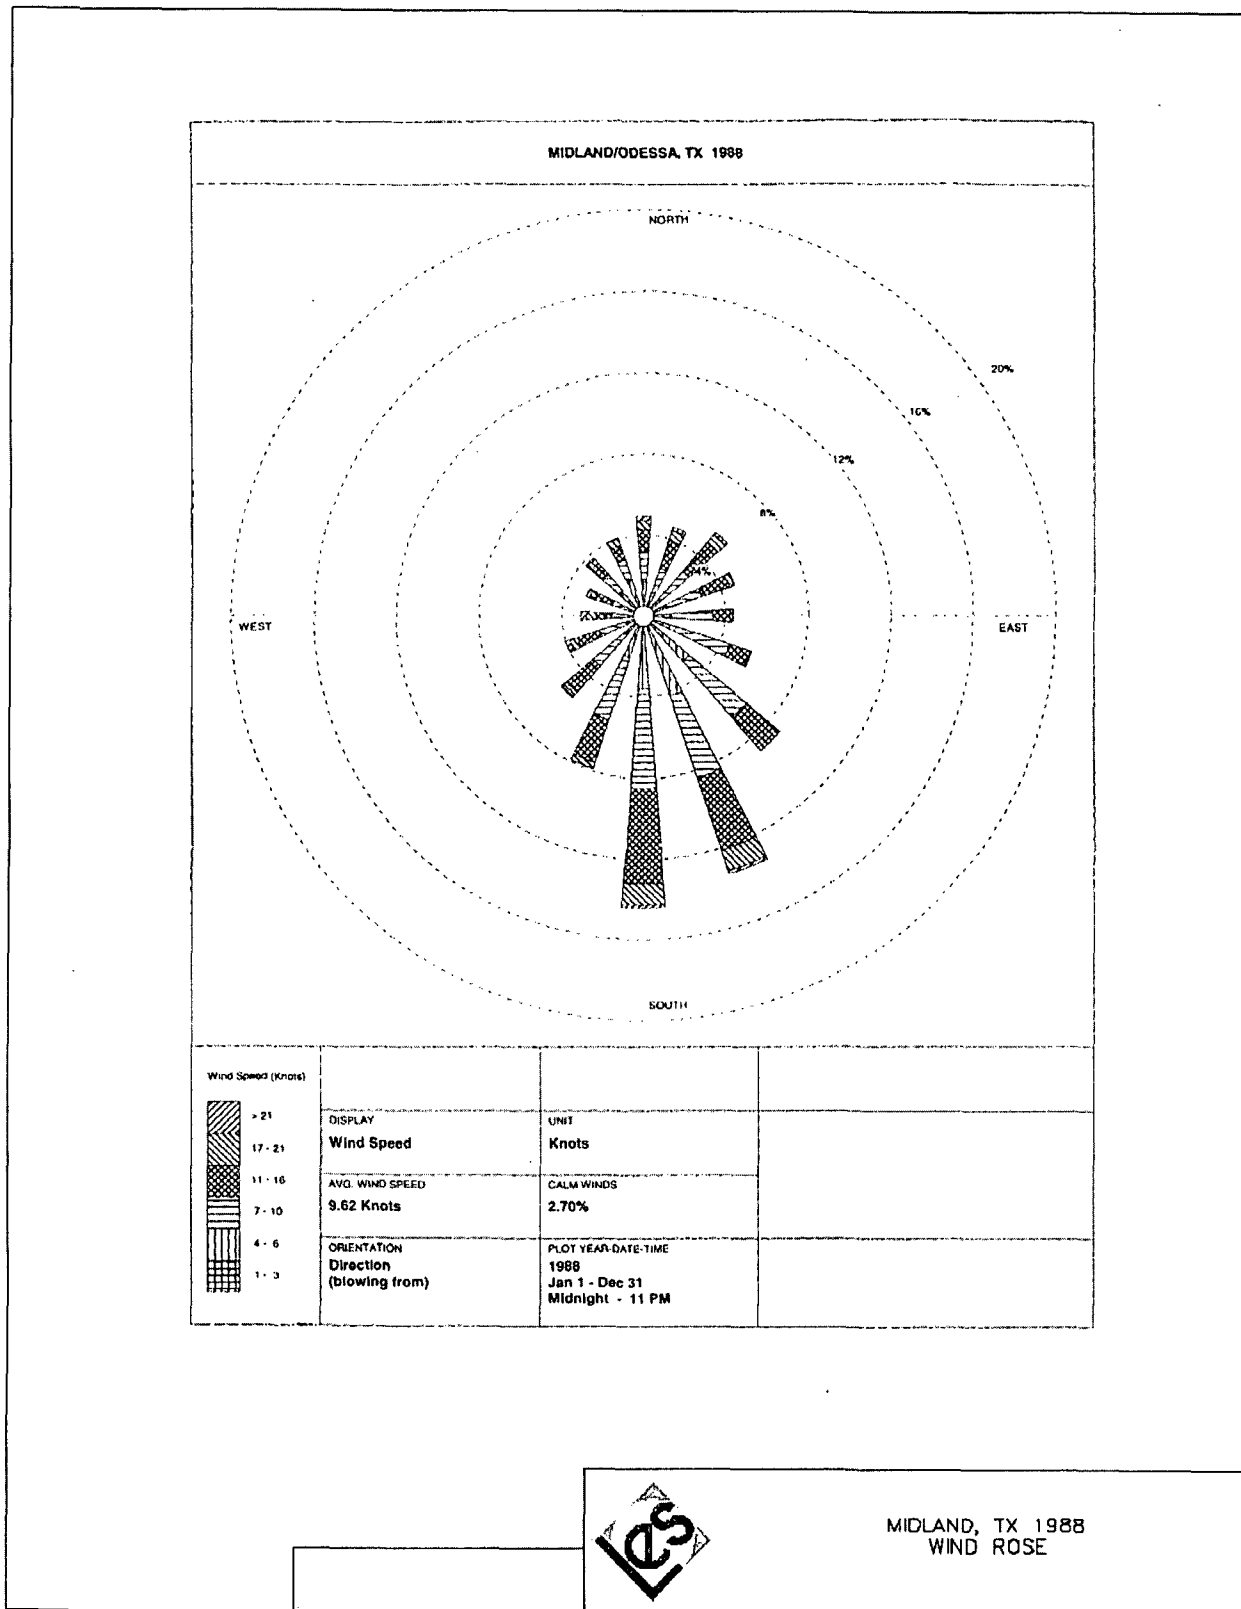 MIDLAND/ODESSA, TX 1988
NORTH
20%
16%
12%
8%
4%
WEST
EAST
SOUTH
Wind Speed (Knots)
> 21
17 - 21
11 - 16
7 - 10
4 - 6
1 - 3
DISPLAY
Wind Speed
UNIT
Knots
AVG. WIND SPEED
9.62 Knots
CALM WINDS
2.70%
ORIENTATION
Direction
(blowing from)
PLOT YEAR-DATE-TIME
1988
Jan 1 - Dec 31
Midnight - 11 PM
Les
MIDLAND, TX 1988
WIND ROSE